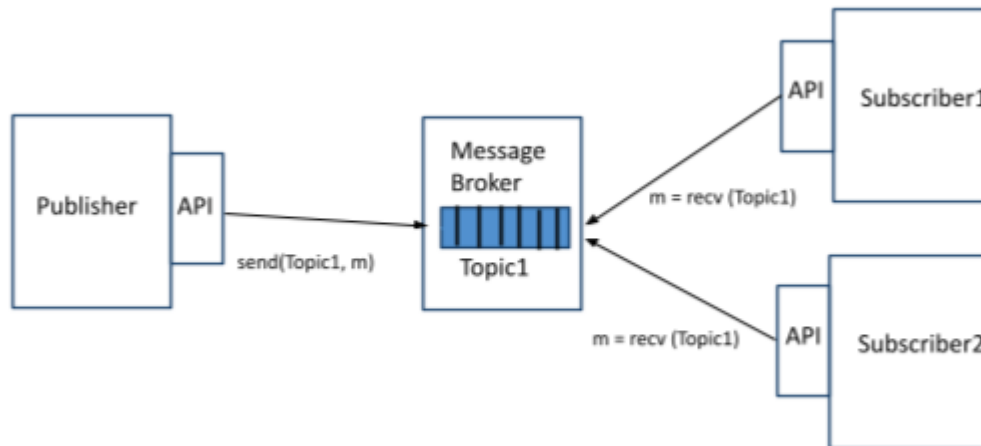 Publisher
API
send(Topic1, m)
Message
Broker
Topic1
API
Subscriber1
m = recv (Topic1)
API
Subscriber2
m = recv (Topic1)